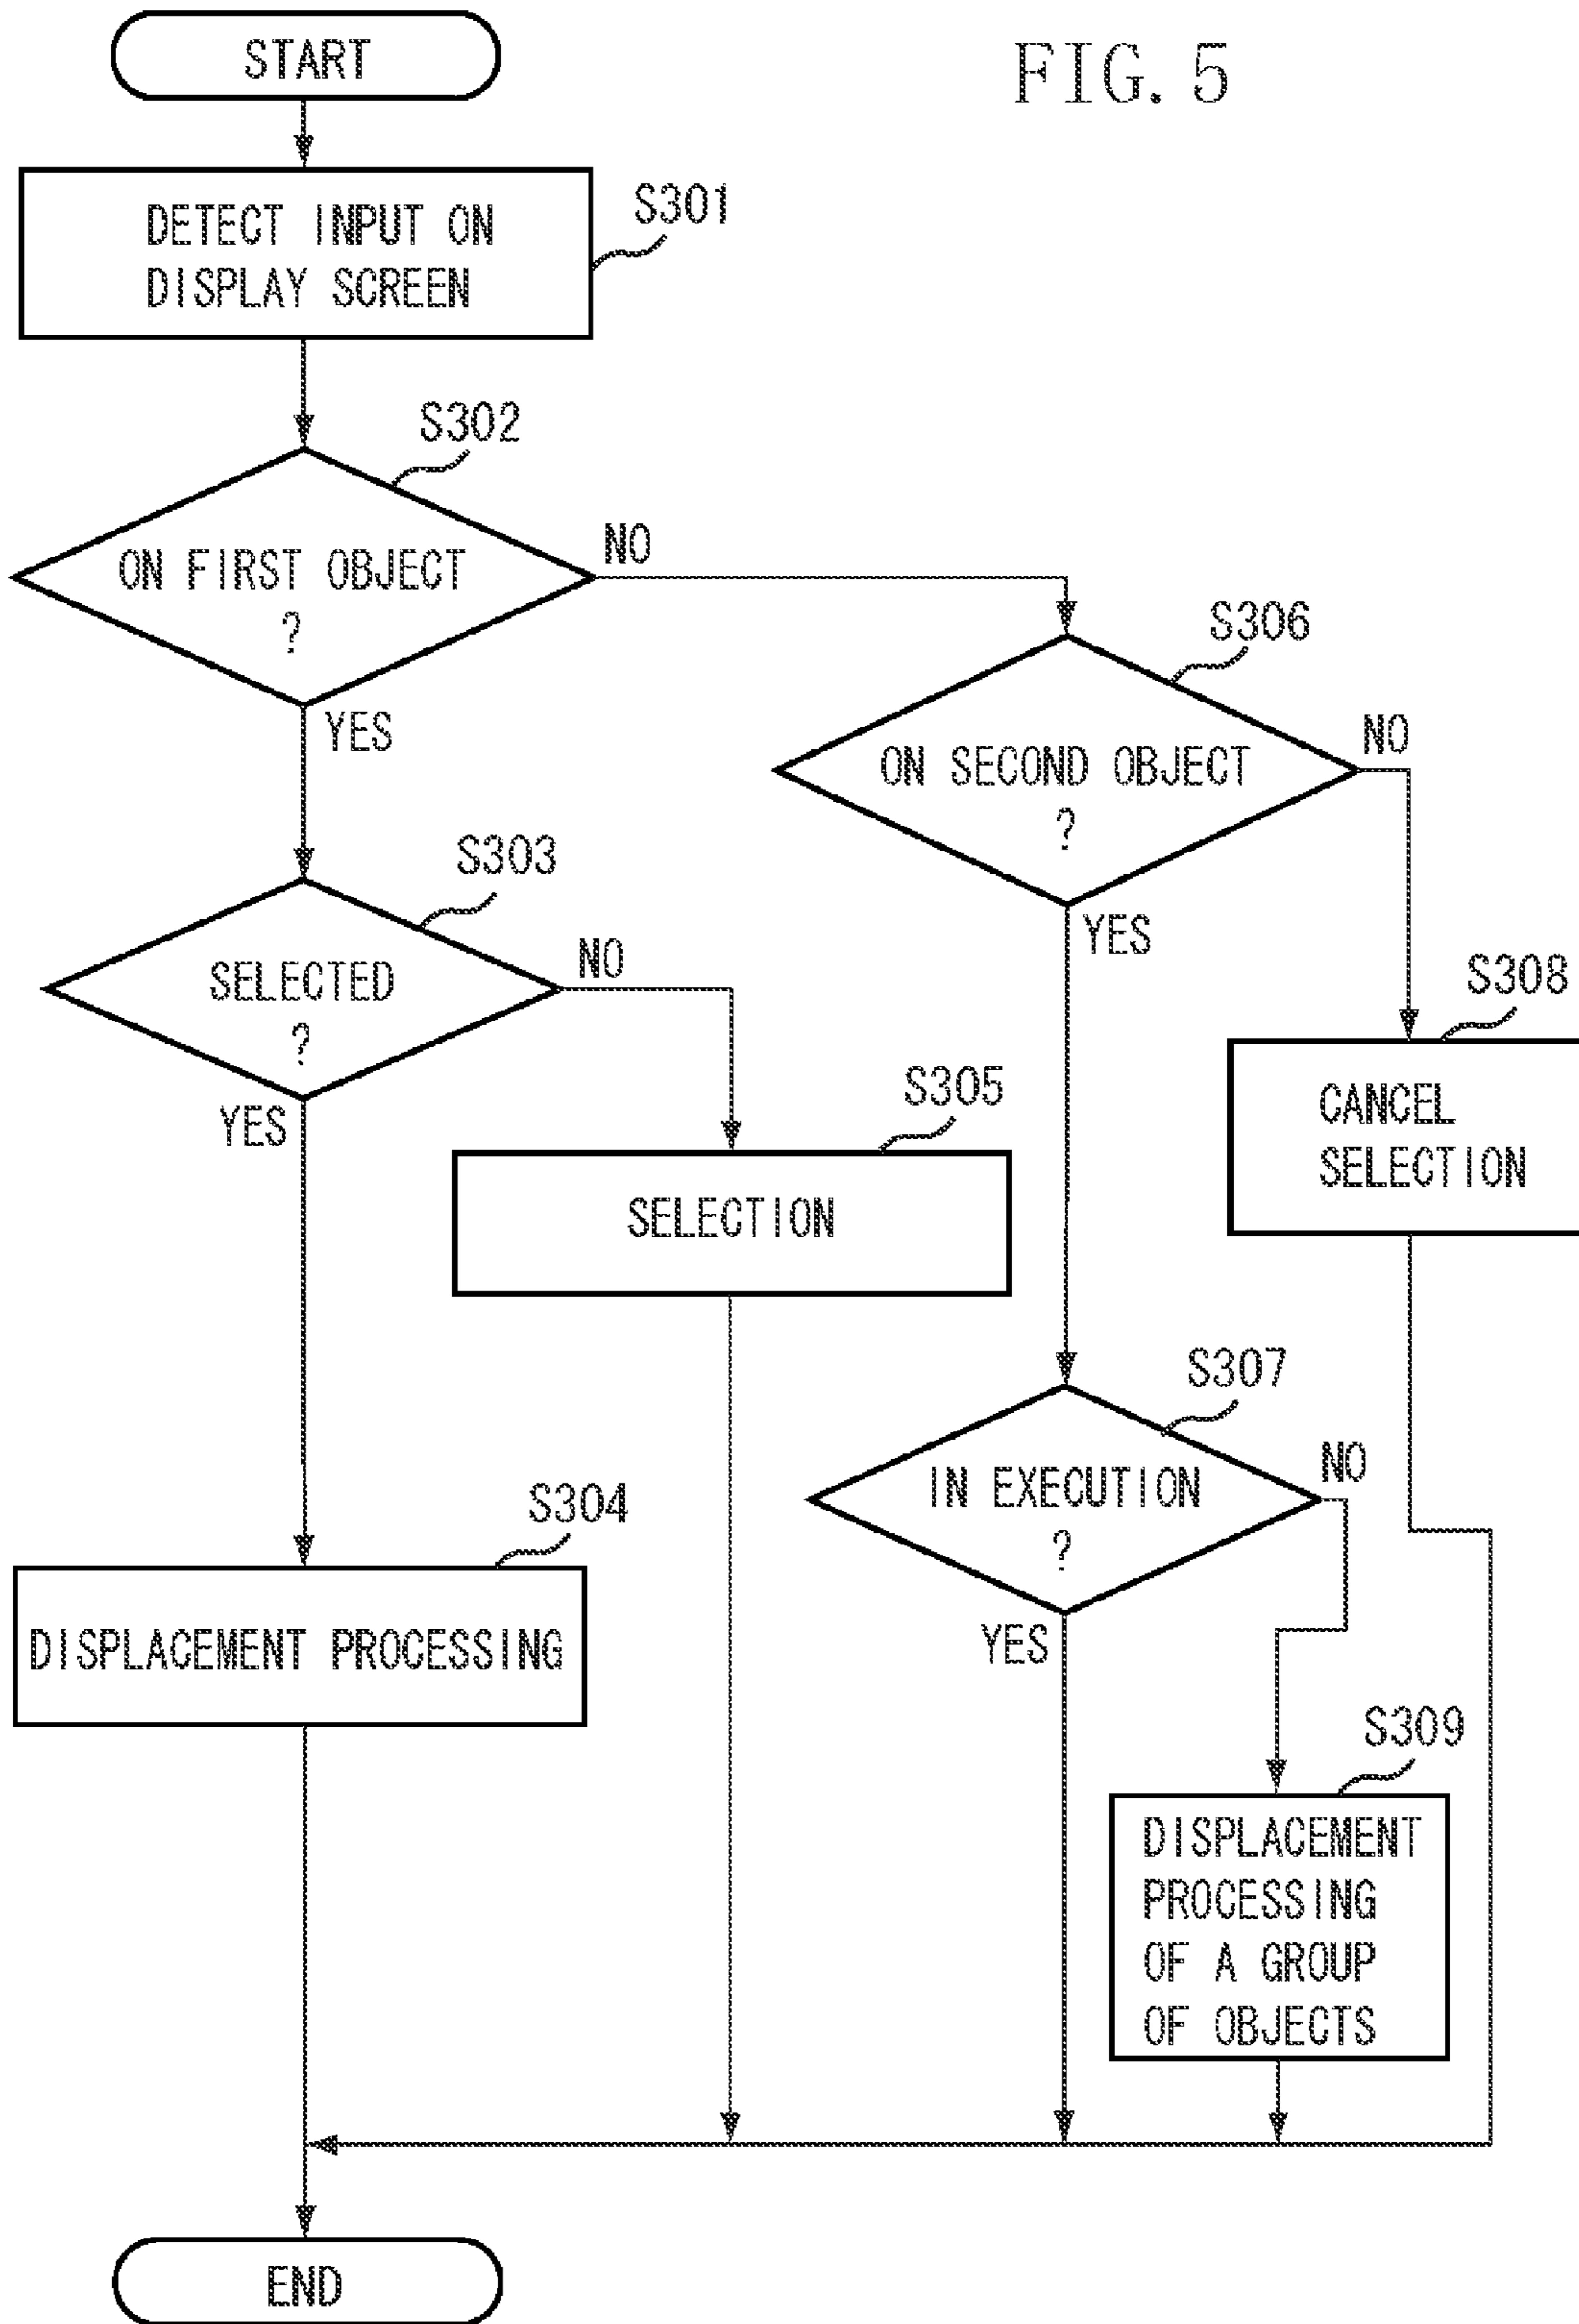 FIG. 5
START
DETECT INPUT ON
DISPLAY SCREEN
S301
S302
ON FIRST OBJECT
?
NO
YES
S306
ON SECOND OBJECT
?
NO
YES
S303
SELECTED
?
NO
YES
S308
CANCEL
SELECTION
S305
SELECTION
S307
IN EXECUTION
?
NO
YES
S304
DISPLACEMENT PROCESSING
S309
DISPLACEMENT
PROCESSING
OF A GROUP
OF OBJECTS
END